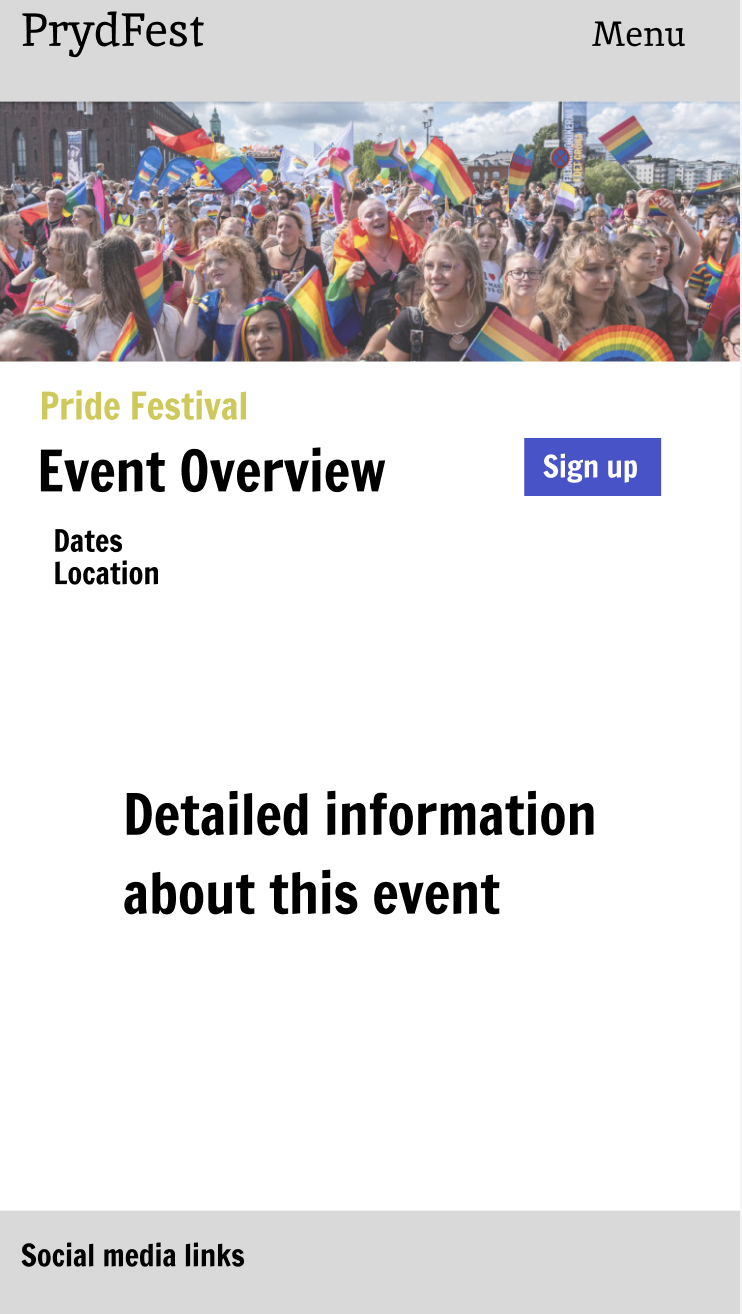 PrydFest
Menu
Pride Festival
Event Overview
Sign up
Dates
Location
Detailed information
about this event
Social media links